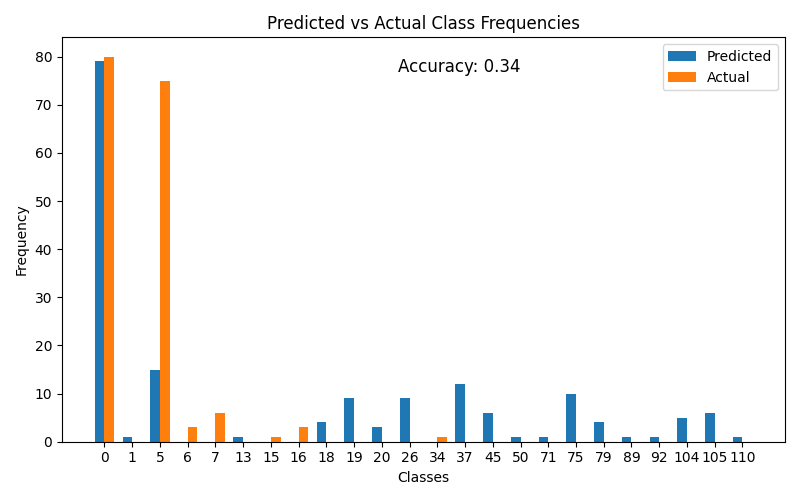 Predicted vs Actual Class Frequencies
Accuracy: 0.34
Predicted
Actual
Frequency
80
70
60
50
40
30
20
10
0
0 1 5 6 7 13 15 16 18 19 20 26 34 37 45 50 71 75 79 89 92 104 105 110
Classes